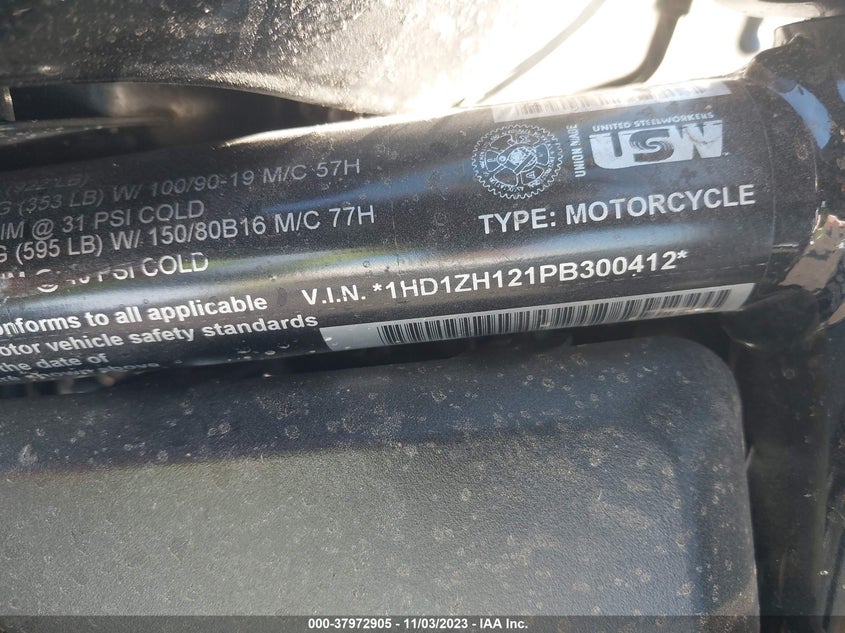 (353 LB) W/ 100/90-19 M/C 57H
IM @ 31 PSI COLD
G (595 LB) W/ 150/80B16 M/C 77H
PSI COLD
onforms to all applicable
otor vehicle safety standards
the date of
above
UNION MADE
UNITED STEELWORKERS
USW
TYPE: MOTORCYCLE
V.I.N. *1HD1ZH121PB300412*
000-37972905 - 11/03/2023 - IAA Inc.